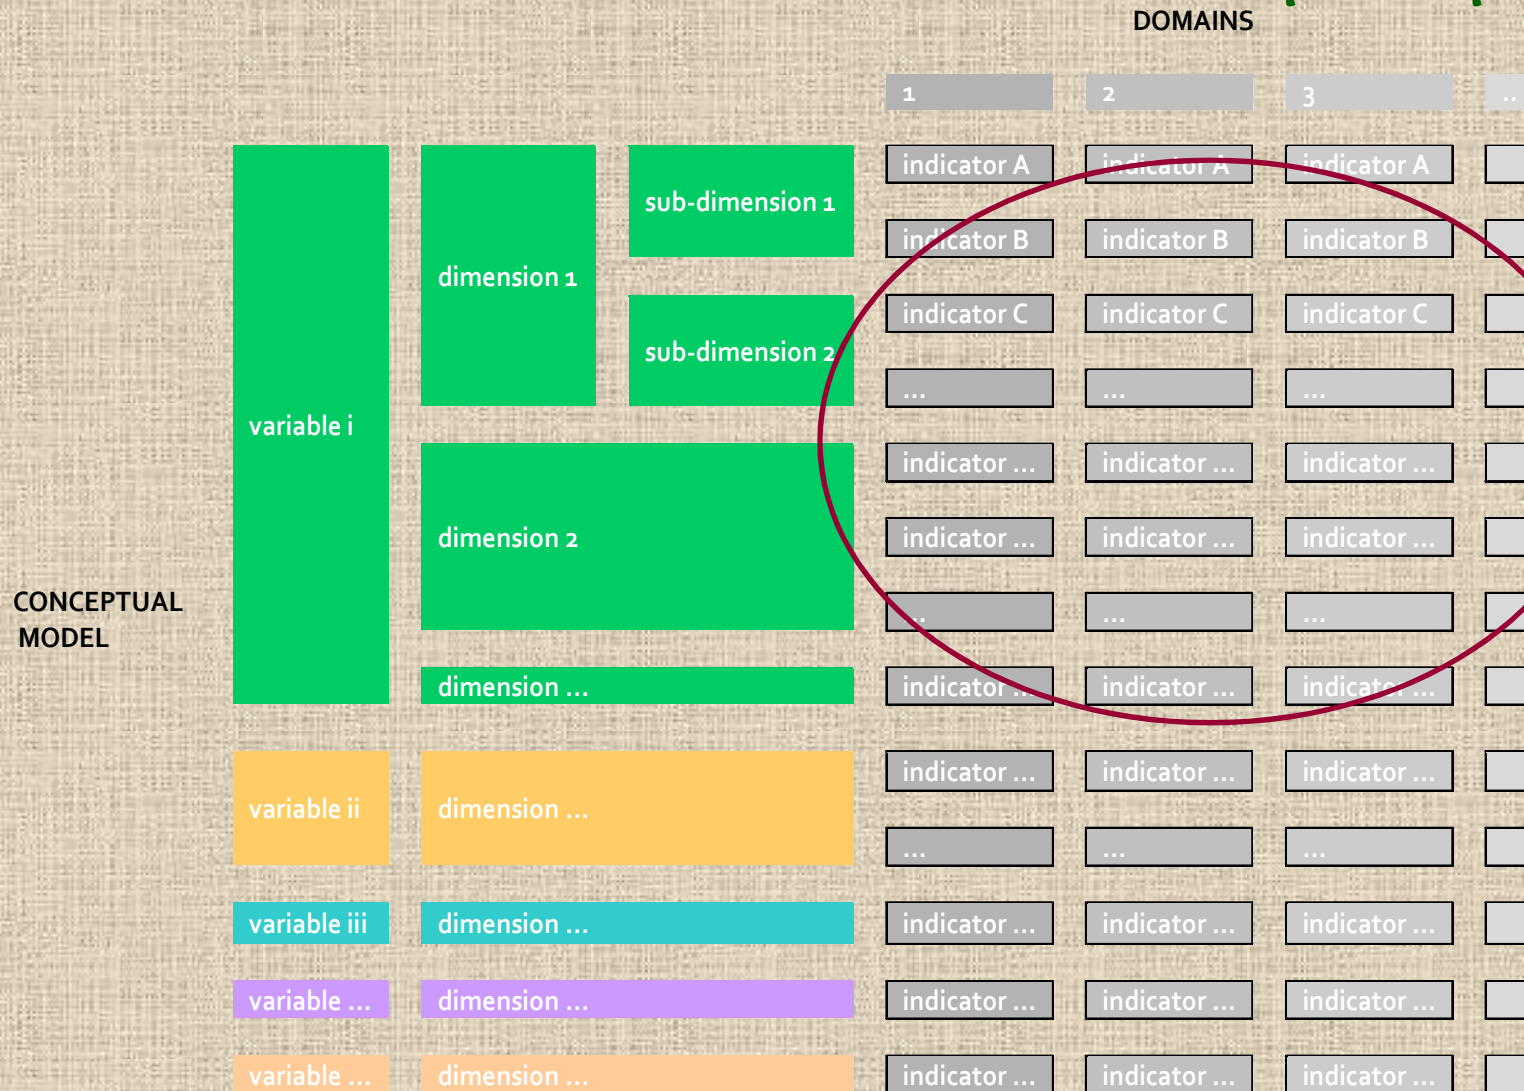 DOMAINS
1 2 3 ..
indicator A indicator A indicator A
sub-dimension 1
indicator B indicator B indicator B
dimension 1
indicator C indicator C indicator C
sub-dimension 2
... ... ...
variable i
indicator ... indicator ... indicator ...
dimension 2
indicator ... indicator ... indicator ...
CONCEPTUAL
MODEL
... ... ...
dimension ... indicator ... indicator ... indicator ...
indicator ... indicator ... indicator ...
variable ii dimension ...
... ... ...
variable iii dimension ... indicator ... indicator ... indicator ...
variable ... dimension ... indicator ... indicator ... indicator ...
variable ... dimension ... indicator ... indicator ... indicator ...